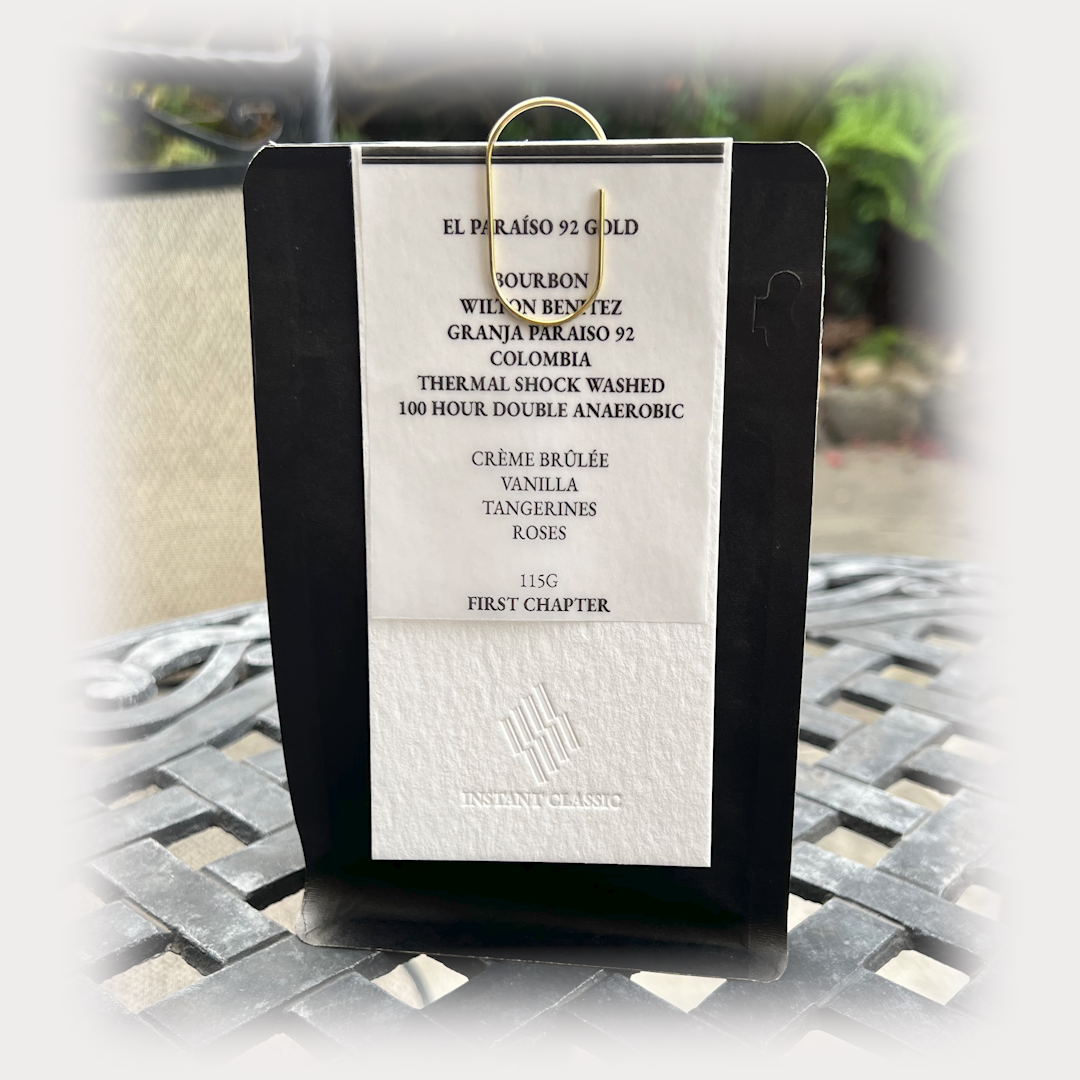 EL PARAÍSO 92 GOLD
BOURBON
WILTON BENITEZ
GRANJA PARAISO 92
COLOMBIA
THERMAL SHOCK WASHED
100 HOUR DOUBLE ANAEROBIC
CRÈME BRÛLÉE
VANILLA
TANGERINES
ROSES
115G
FIRST CHAPTER
INSTANT CLASSIC